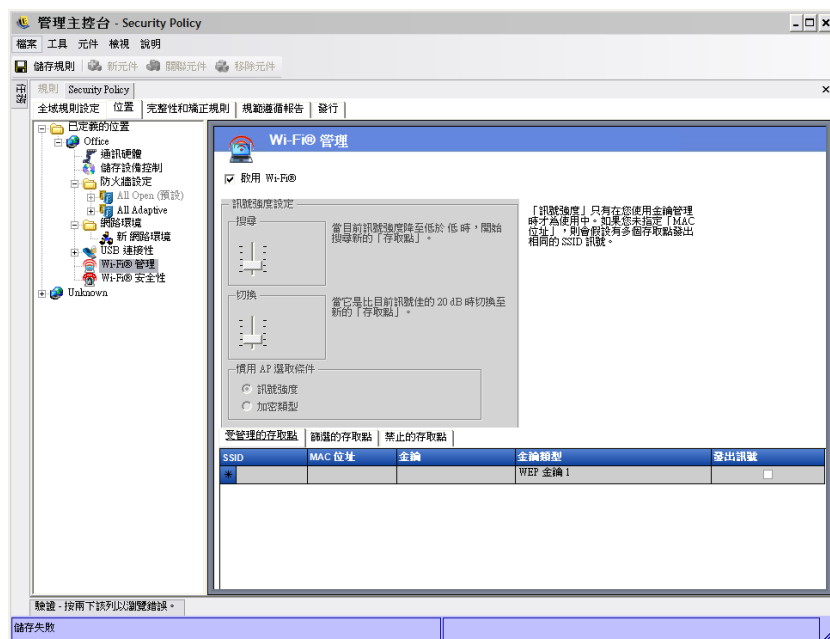 管理主控台 - Security Policy
檔案 工具 元件 檢視 說明
儲存規則 新元件 關聯元件 移除元件
規則 Security Policy
全域規則設定 位置 完整性和矯正規則 規範遵循報告 發行
已定義的位置
Office
通訊硬體
儲存設備控制
防火牆設定
All Open (預設)
All Adaptive
網路環境
新 網路環境
USB 連接性
Wi-Fi® 管理
Wi-Fi® 安全性
Unknown
Wi-Fi® 管理
啟用 Wi-Fi®
訊號強度設定
搜尋
當目前訊號強度降至低於 低 時，開始
搜尋新的「存取點」。
切換
當它是比目前訊號佳的 20 dB 時切換至
新的「存取點」。
慣用 AP 選取條件
訊號強度
加密類型
「訊號強度」只有在您使用金鑰管理
時才為使用中。如果您未指定「MAC
位址」，則會假設有多個存取點發出
相同的 SSID 訊號。
受管理的存取點 篩選的存取點 禁止的存取點
SSID MAC 位址 金鑰 金鑰類型 發出訊號
* WEP 金鑰 1
驗證 - 按兩下該列以瀏覽錯誤。
儲存失敗